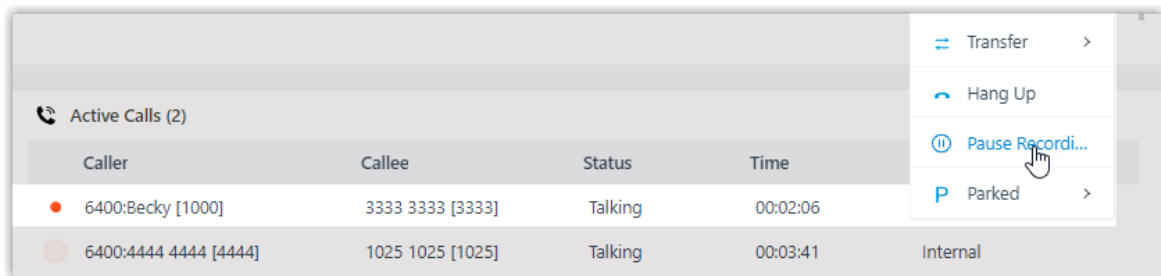 Transfer
Hang Up
Active Calls (2)
Pause Recordi...
Caller Callee Status Time
P Parked
6400:Becky [1000] 3333 3333 [3333] Talking 00:02:06
6400:4444 4444 [4444] 1025 1025 [1025] Talking 00:03:41 Internal